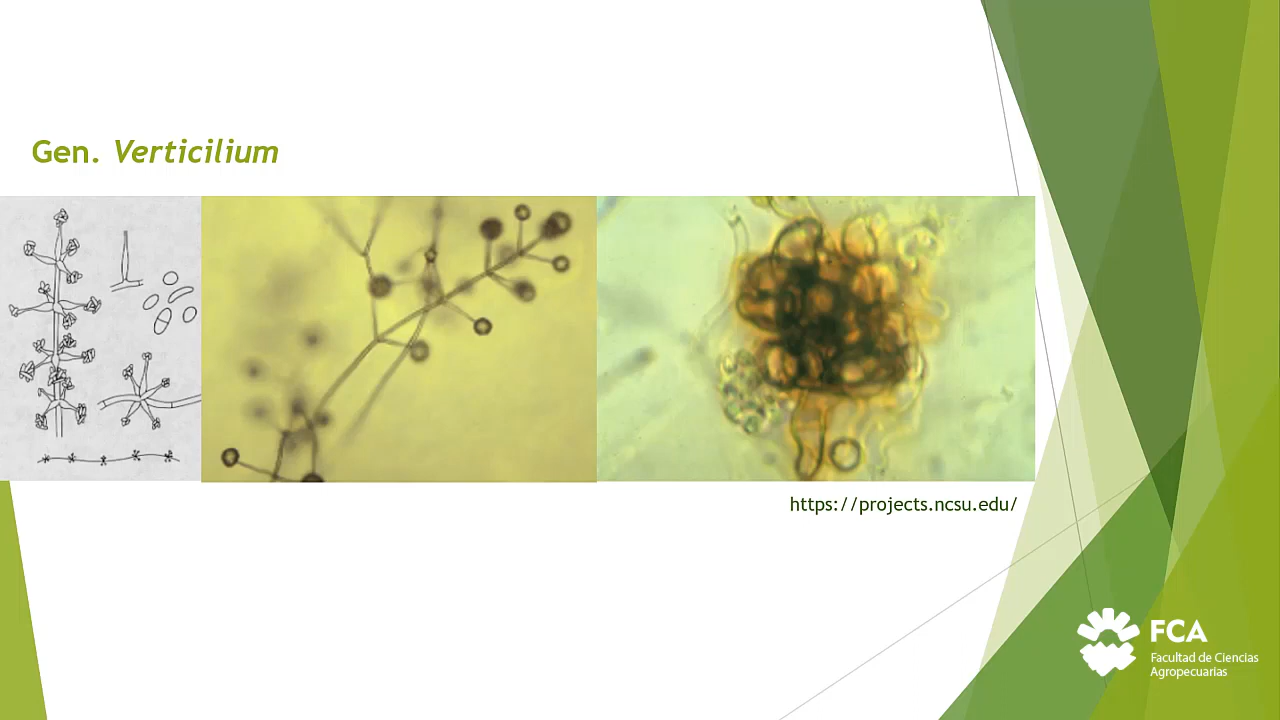 Gen. Verticilium
https://projects.ncsu.edu/
FCA
Facultad de Ciencias
Agropecuarias